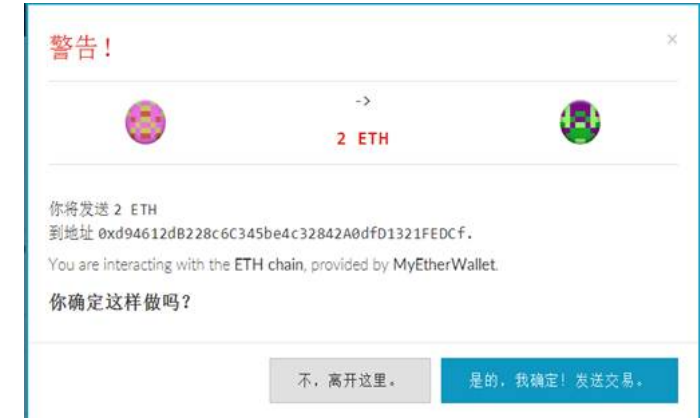 警告！
×
->
2 ETH
你将发送 2 ETH
到地址 0xd94612dB228c6C345be4c32842A0dfD1321FEDCf.
You are interacting with the ETH chain, provided by MyEtherWallet.
你确定这样做吗？
不，离开这里。
是的，我确定！发送交易。